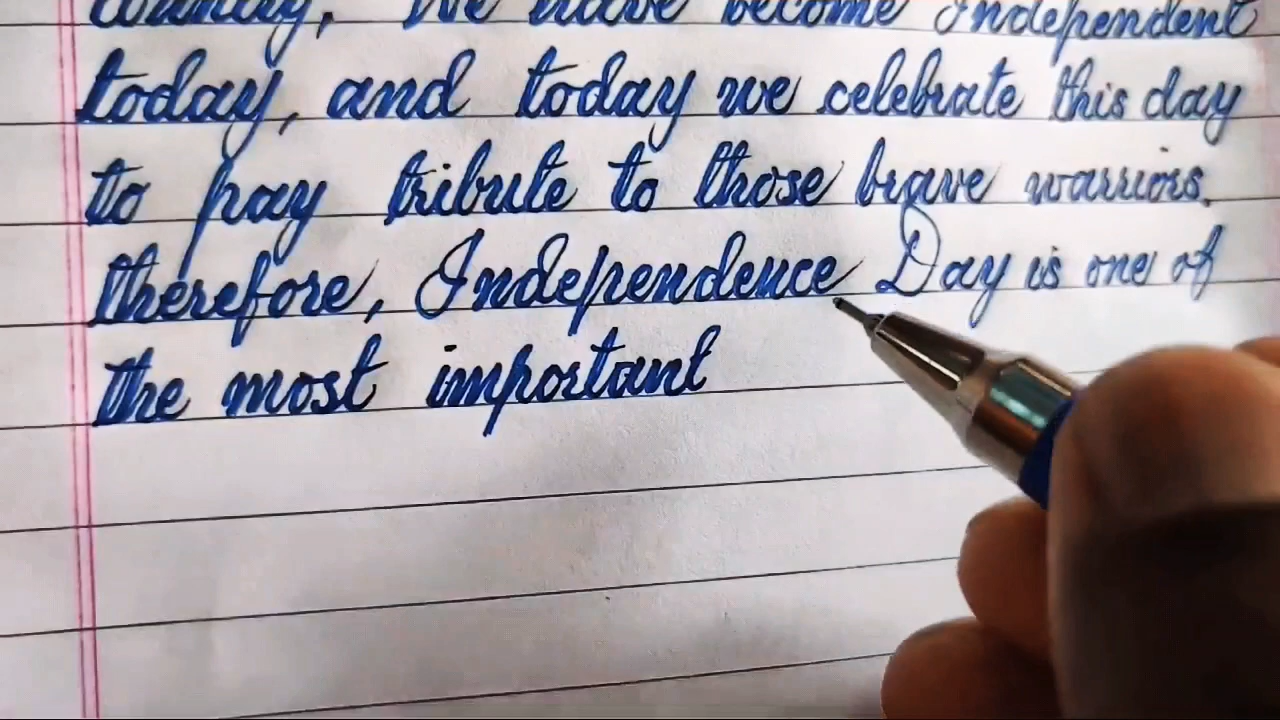 country, We have become Independent
today, and today we celebrate this day
to pay tribute to those brave warriors.
therefore, Independence Day is one of
the most important